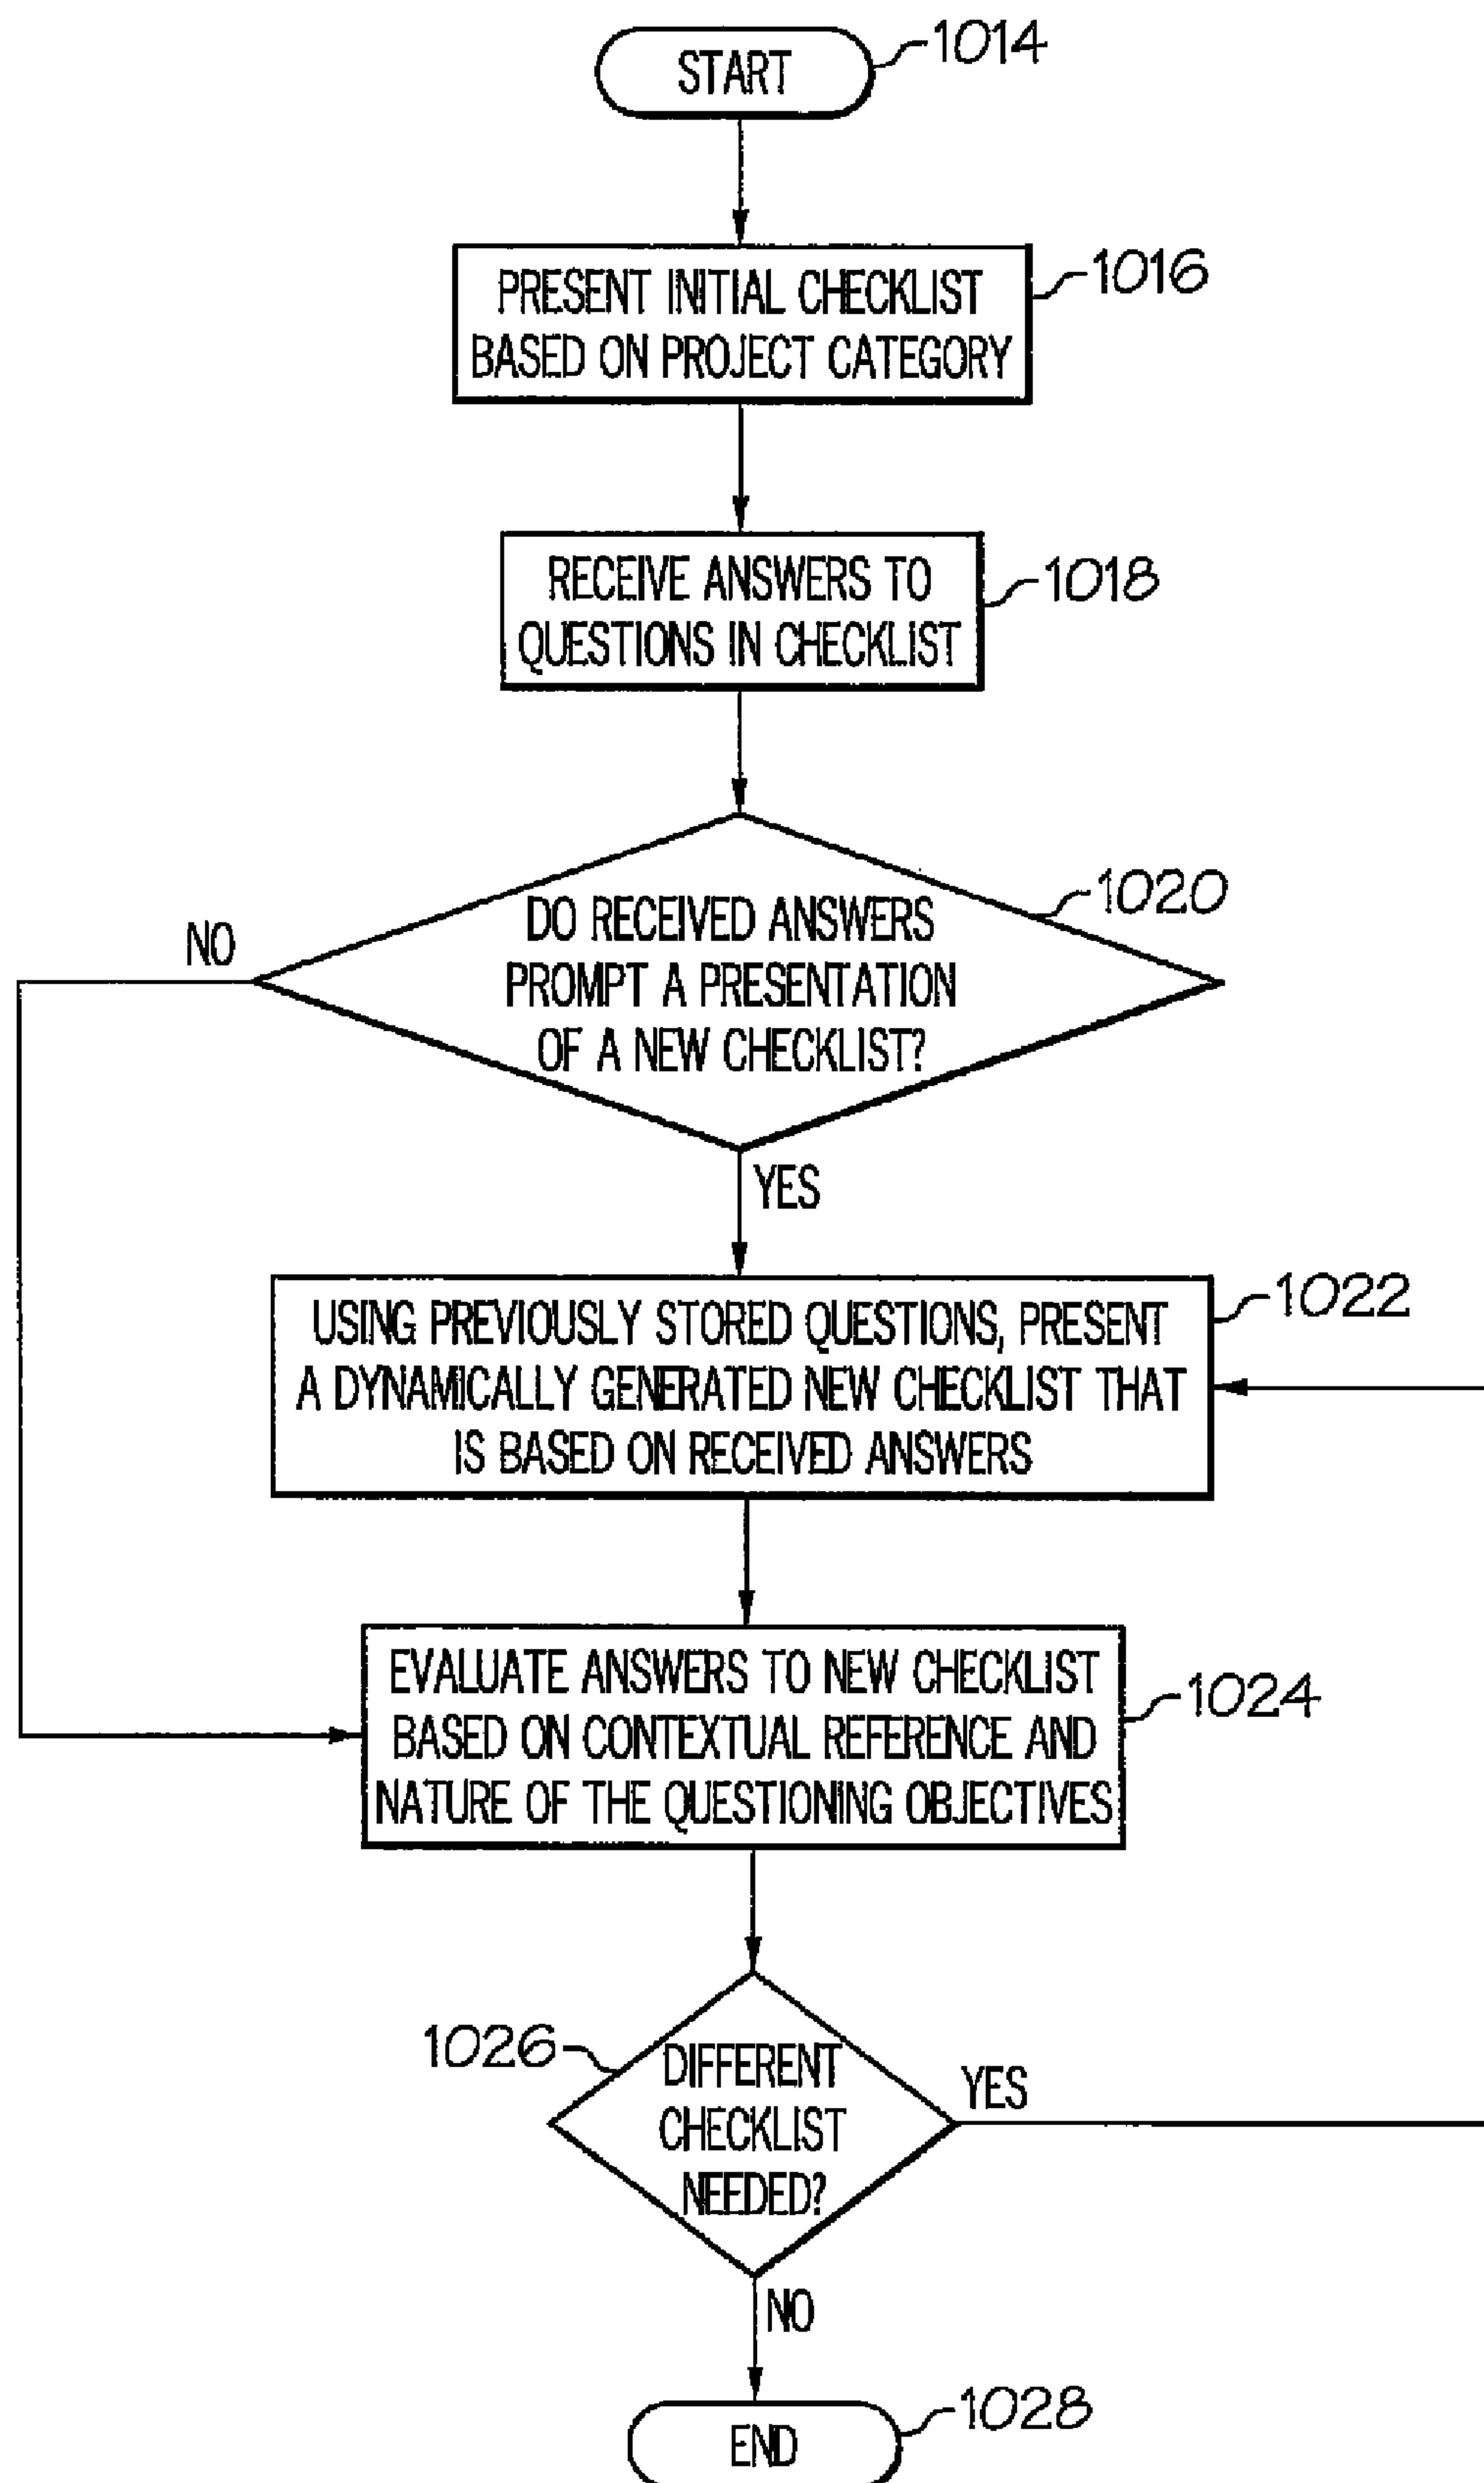 START
1014
PRESENT INITIAL CHECKLIST
BASED ON PROJECT CATEGORY
1016
RECEIVE ANSWERS TO
QUESTIONS IN CHECKLIST
1018
DO RECEIVED ANSWERS
PROMPT A PRESENTATION
OF A NEW CHECKLIST?
1020
NO
YES
USING PREVIOUSLY STORED QUESTIONS, PRESENT
A DYNAMICALLY GENERATED NEW CHECKLIST THAT
IS BASED ON RECEIVED ANSWERS
1022
EVALUATE ANSWERS TO NEW CHECKLIST
BASED ON CONTEXTUAL REFERENCE AND
NATURE OF THE QUESTIONING OBJECTIVES
1024
1026
DIFFERENT
CHECKLIST
NEEDED?
YES
NO
END
1028